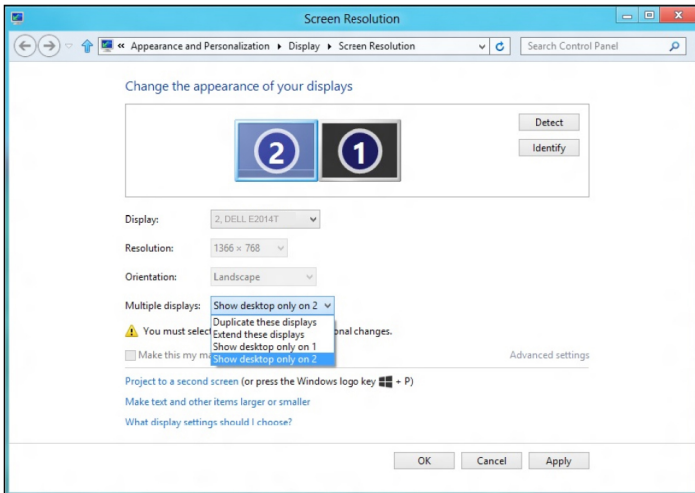 Screen Resolution
« Appearance and Personalization ▸ Display ▸ Screen Resolution
Search Control Panel
Change the appearance of your displays
2
1
Detect
Identify
Display: 2, DELL E2014T
Resolution: 1366 × 768
Orientation: Landscape
Multiple displays: Show desktop only on 2
Duplicate these displays
Extend these displays
Show desktop only on 1
Show desktop only on 2
You must selec onal changes.
Make this my m
Advanced settings
Project to a second screen (or press the Windows logo key + P)
Make text and other items larger or smaller
What display settings should I choose?
OK Cancel Apply